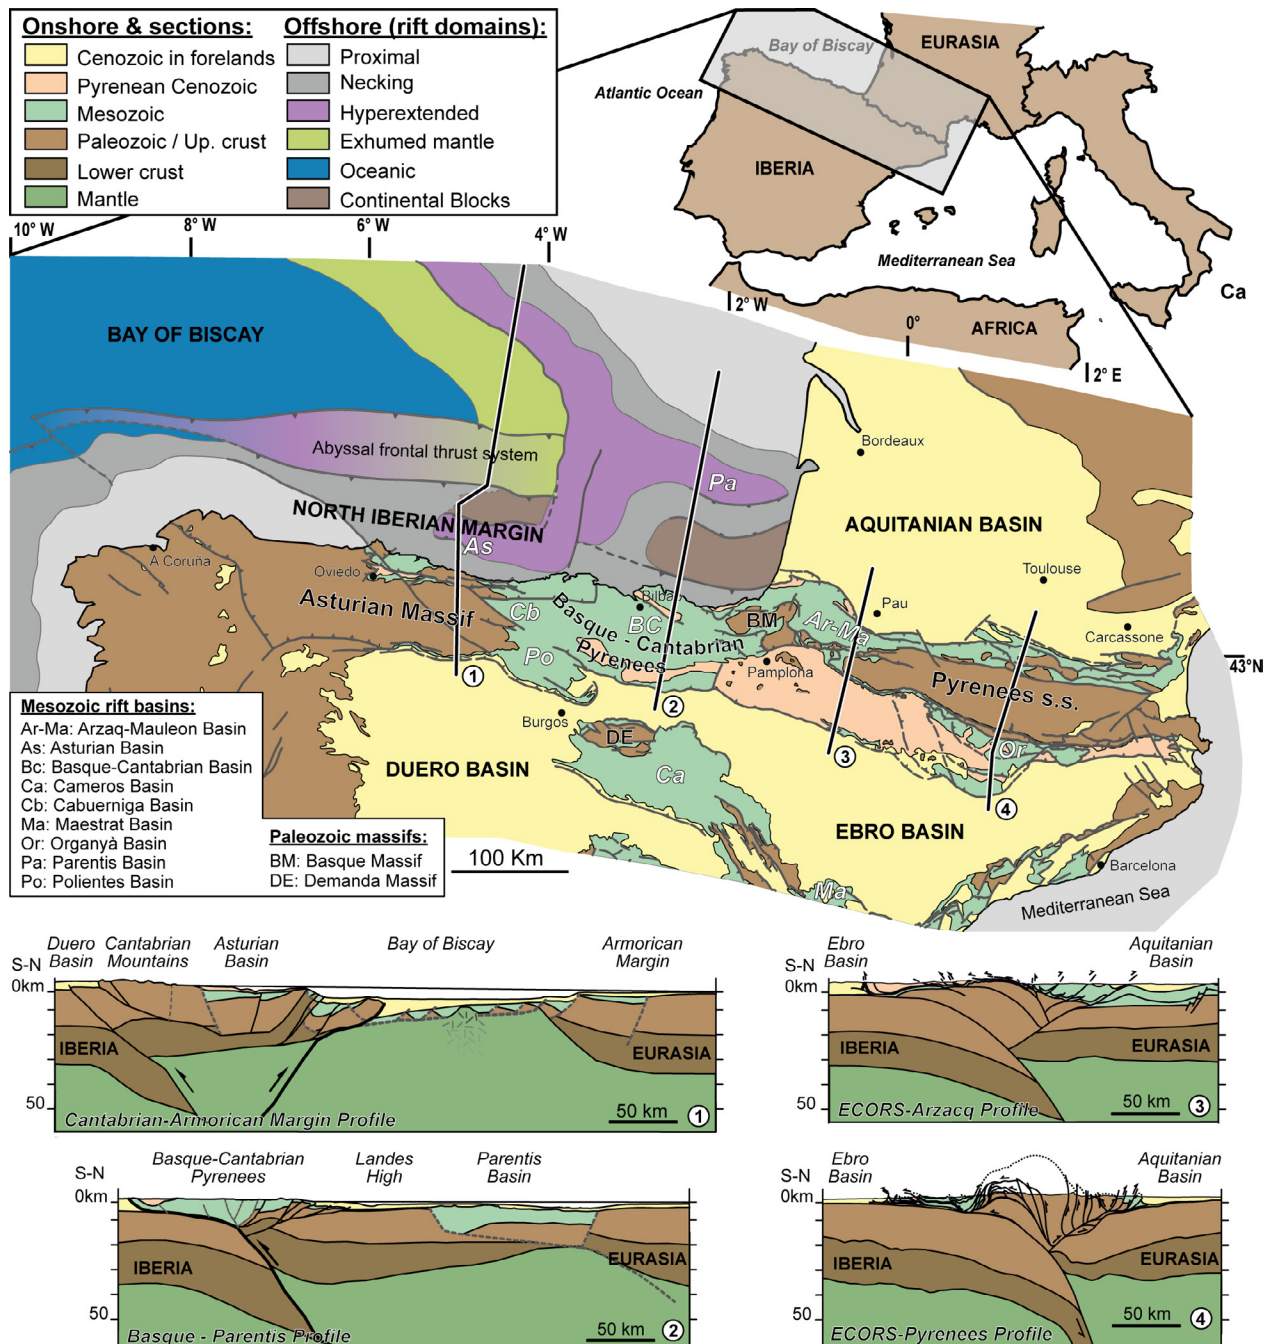 Onshore & sections:
Cenozoic in forelands
Pyrenean Cenozoic
Mesozoic
Paleozoic / Up. crust
Lower crust
Mantle
Offshore (rift domains):
Proximal
Necking
Hyperextended
Exhumed mantle
Oceanic
Continental Blocks
Bay of Biscay
EURASIA
Atlantic Ocean
IBERIA
Mediterranean Sea
AFRICA
Ca
10° W
8° W
6° W
4° W
2° W
0°
2° E
43°N
BAY OF BISCAY
Abyssal frontal thrust system
NORTH IBERIAN MARGIN
As
Pa
Bordeaux
AQUITANIAN BASIN
Toulouse
A Coruña
Oviedo
Asturian Massif
Cb
Po
Bilbao
BC
Basque - Cantabrian
Pyrenees
BM
Ar-Ma
Pau
Carcassone
Pamplona
Pyrenees s.s.
1
2
3
4
Burgos
DE
DUERO BASIN
Ca
Or
EBRO BASIN
Ma
Barcelona
Mediterranean Sea
100 Km
Mesozoic rift basins:
Ar-Ma: Arzaq-Mauleon Basin
As: Asturian Basin
Bc: Basque-Cantabrian Basin
Ca: Cameros Basin
Cb: Cabuerniga Basin
Ma: Maestrat Basin
Or: Organyà Basin
Pa: Parentis Basin
Po: Polientes Basin
Paleozoic massifs:
BM: Basque Massif
DE: Demanda Massif
Duero
Basin
Cantabrian
Mountains
Asturian
Basin
Bay of Biscay
Armorican
Margin
S-N
0km
50
IBERIA
EURASIA
Cantabrian-Armorican Margin Profile
50 km
1
Ebro
Basin
Aquitanian
Basin
S-N
0km
50
IBERIA
EURASIA
ECORS-Arzacq Profile
50 km
3
Basque-Cantabrian
Pyrenees
Landes
High
Parentis
Basin
S-N
0km
50
IBERIA
EURASIA
Basque - Parentis Profile
50 km
2
Ebro
Basin
Aquitanian
Basin
S-N
0km
50
IBERIA
EURASIA
ECORS-Pyrenees Profile
50 km
4